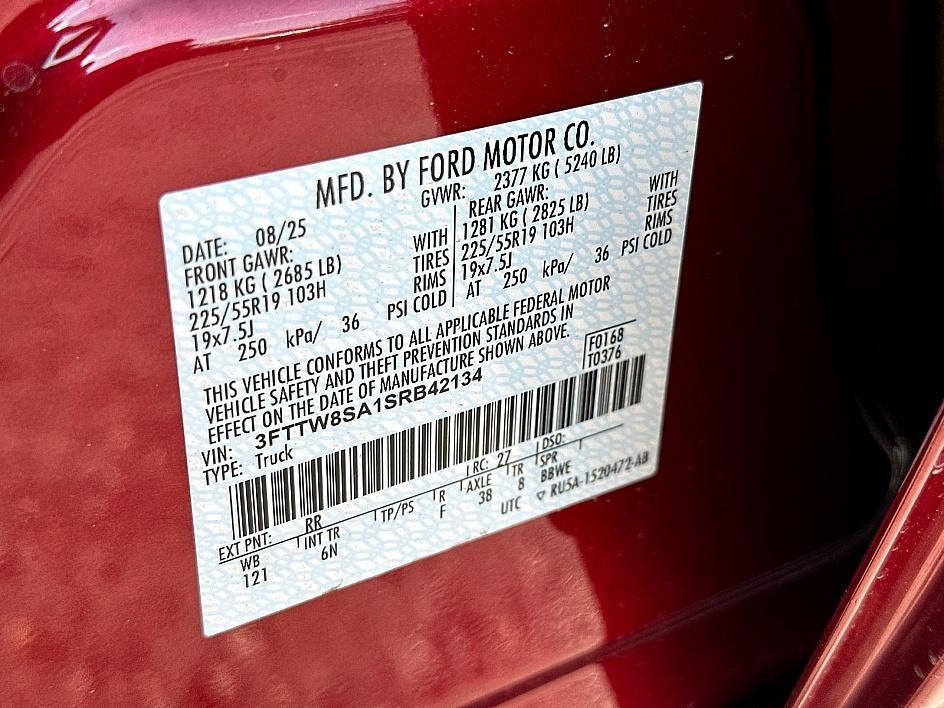 MFD. BY FORD MOTOR CO.
DATE: 08/25
GVWR: 2377 KG ( 5240 LB)
FRONT GAWR:
1218 KG ( 2685 LB) WITH
225/55R19 103H TIRES
19x7.5J RIMS
AT 250 kPa/ 36 PSI COLD
REAR GAWR:
1281 KG ( 2825 LB) WITH
225/55R19 103H TIRES
19x7.5J RIMS
AT 250 kPa/ 36 PSI COLD
THIS VEHICLE CONFORMS TO ALL APPLICABLE FEDERAL MOTOR
VEHICLE SAFETY AND THEFT PREVENTION STANDARDS IN
EFFECT ON THE DATE OF MANUFACTURE SHOWN ABOVE.
F0168
T0376
VIN: 3FTTW8SA1SRB42134
TYPE: Truck
EXT PNT: RR RC: 27 DSO:
WB INT TR TP/PS R AXLE TR SPR
121 6N F 38 8 BBWE
UTC ▽ RU5A-1520472-AB